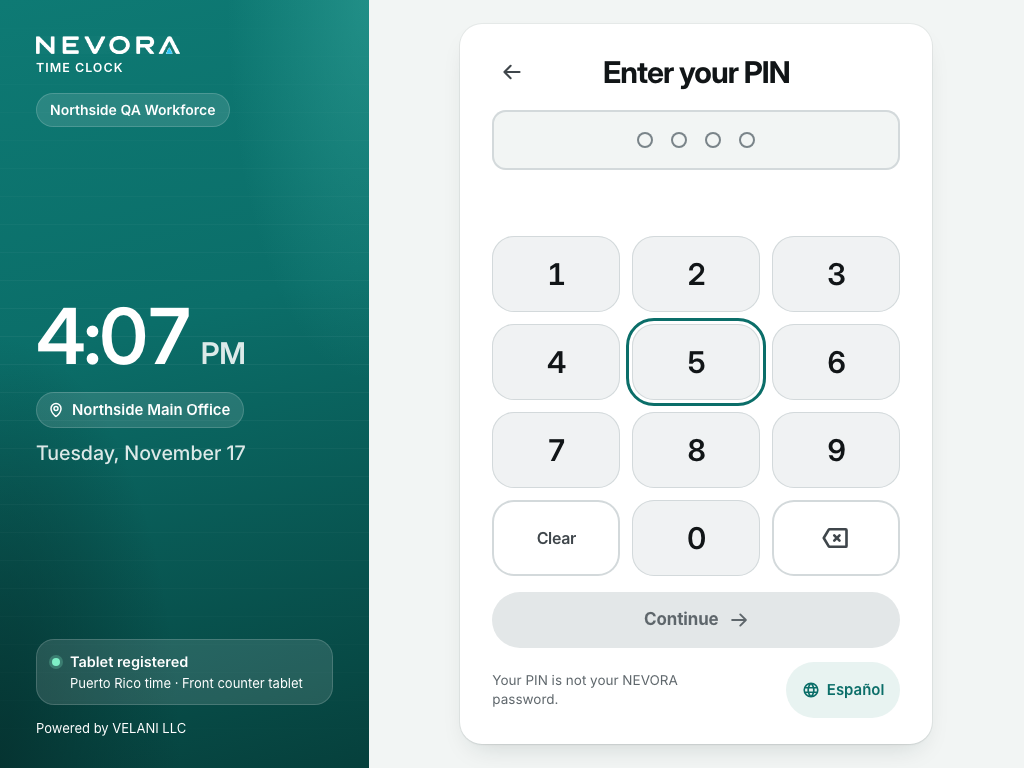 NEVORA
TIME CLOCK
Northside QA Workforce
4:07 PM
Northside Main Office
Tuesday, November 17
Tablet registered
Puerto Rico time · Front counter tablet
Powered by VELANI LLC
Enter your PIN
1 2 3
4 5 6
7 8 9
Clear 0
Continue
Your PIN is not your NEVORA
password.
Español